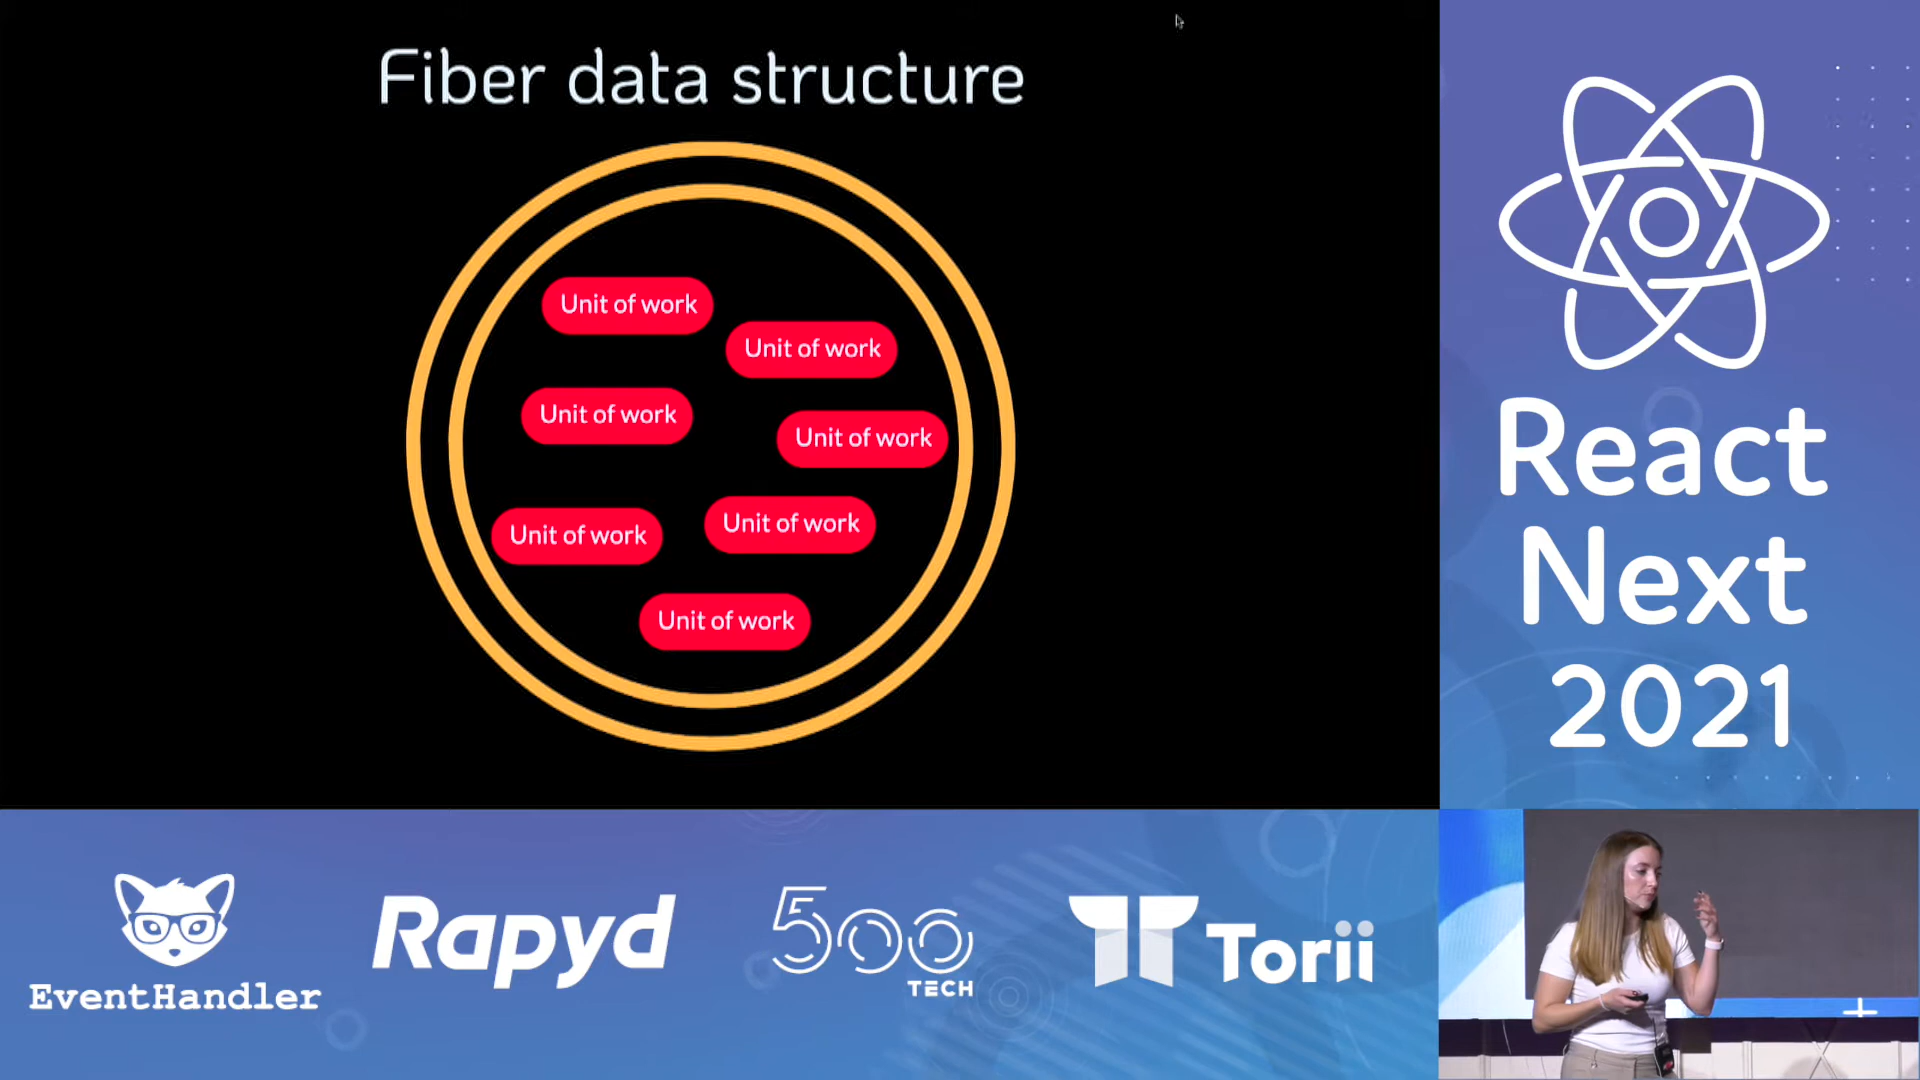 Fiber data structure
Unit of work
Unit of work
Unit of work
Unit of work
Unit of work
Unit of work
Unit of work
React
Next
2021
EventHandler
Rapyd
500
TECH
Torii